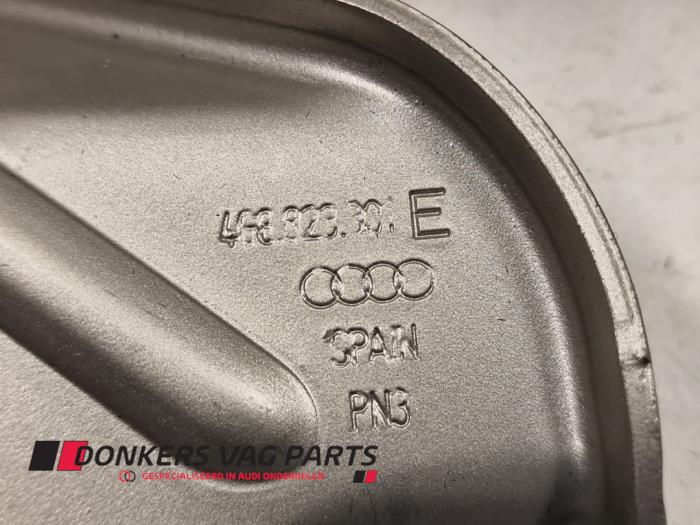 4G8.823.301 E
SPAIN
PN3
DONKERS VAG PARTS
GESPECIALISEERD IN AUDI ONDERDELEN